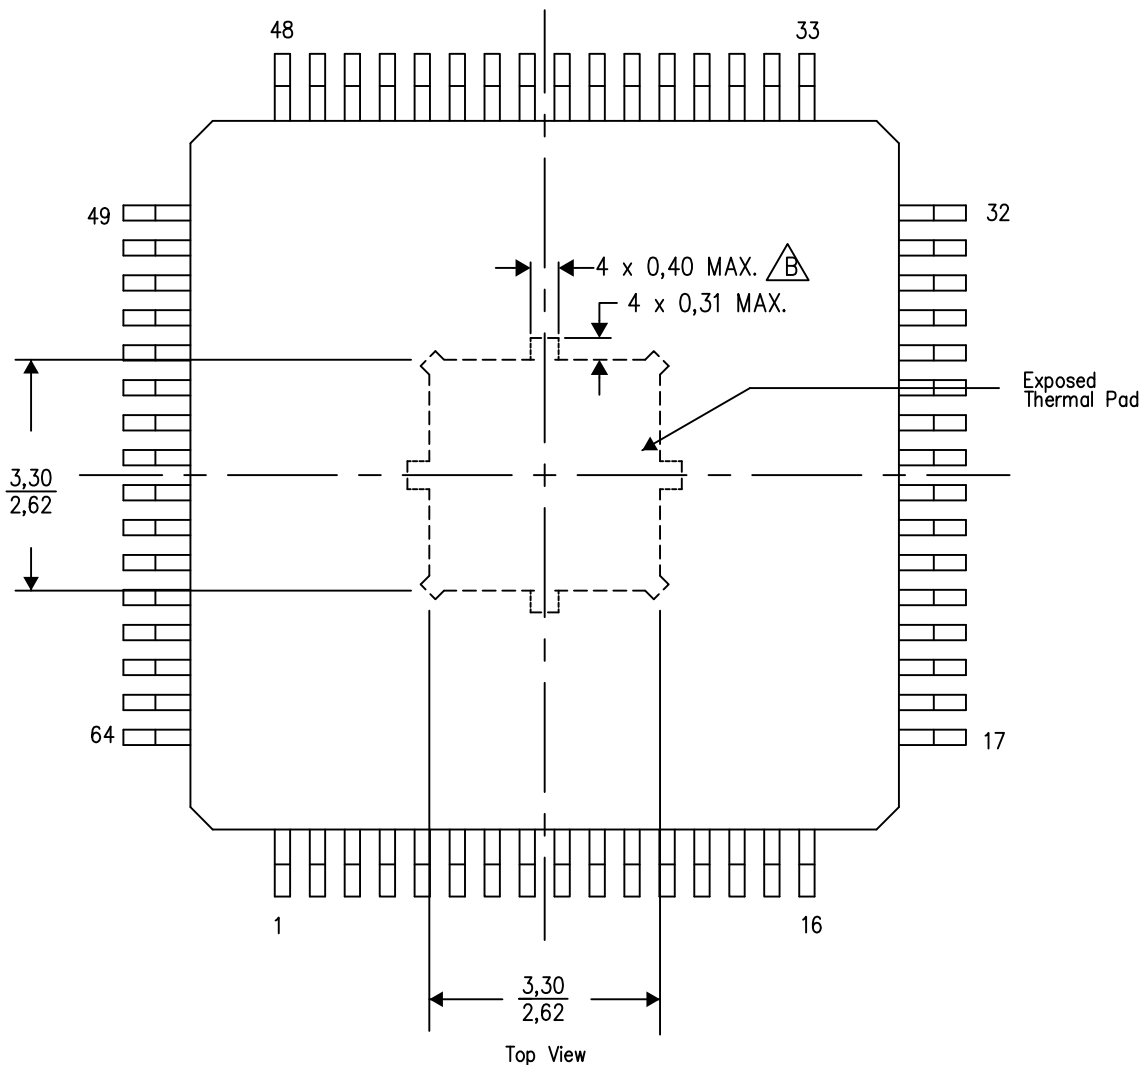 48
33
49
32
4 x 0,40 MAX. B
4 x 0,31 MAX.
Exposed
Thermal Pad
3,30
2,62
64
17
1
16
3,30
2,62
Top View